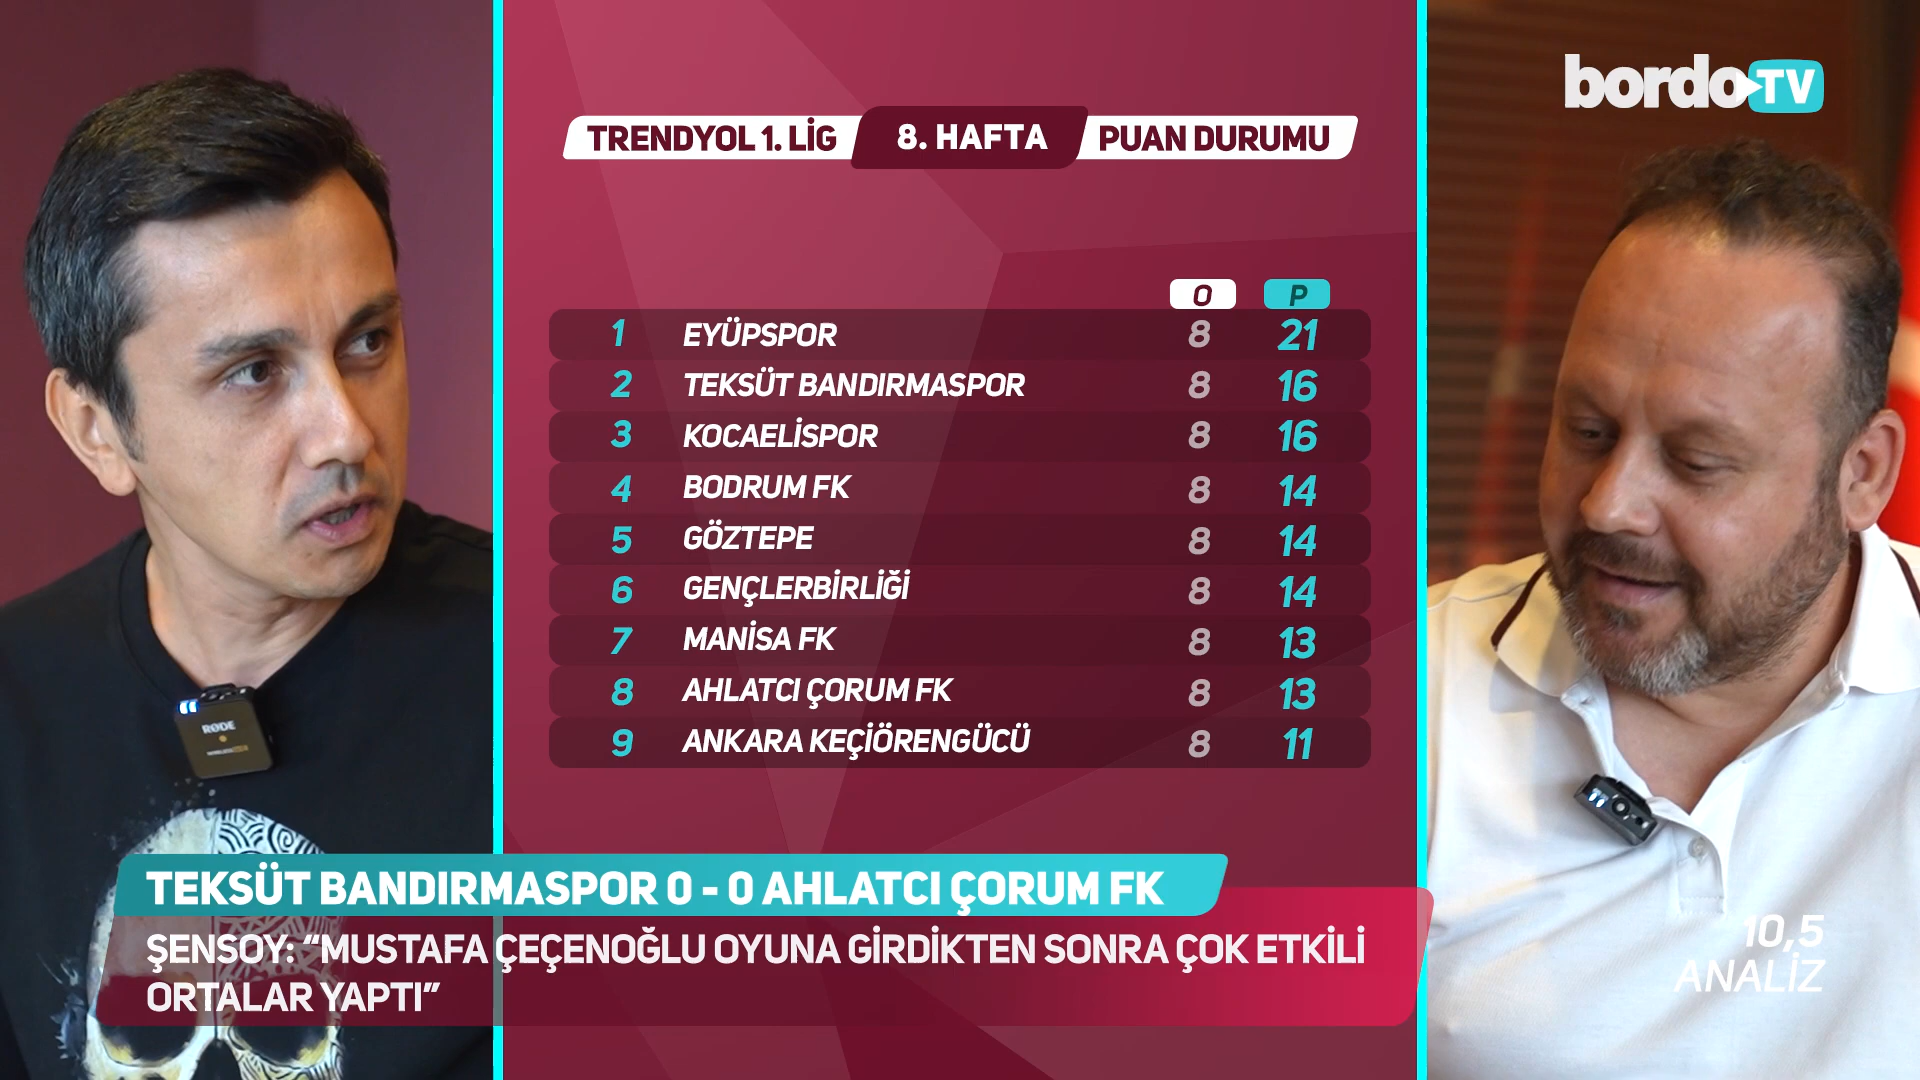 bordo TV
TRENDYOL 1. LİG 8. HAFTA PUAN DURUMU
O P
1 EYÜPSPOR 8 21
2 TEKSÜT BANDIRMASPOR 8 16
3 KOCAELİSPOR 8 16
4 BODRUM FK 8 14
5 GÖZTEPE 8 14
6 GENÇLERBİRLİĞİ 8 14
7 MANİSA FK 8 13
8 AHLATCI ÇORUM FK 8 13
9 ANKARA KEÇİÖRENGÜCÜ 8 11
RØDE
TEKSÜT BANDIRMASPOR 0 - 0 AHLATCI ÇORUM FK
ŞENSOY: “MUSTAFA ÇEÇENOĞLU OYUNA GİRDİKTEN SONRA ÇOK ETKİLİ
ORTALAR YAPTI”
10,5
ANALİZ